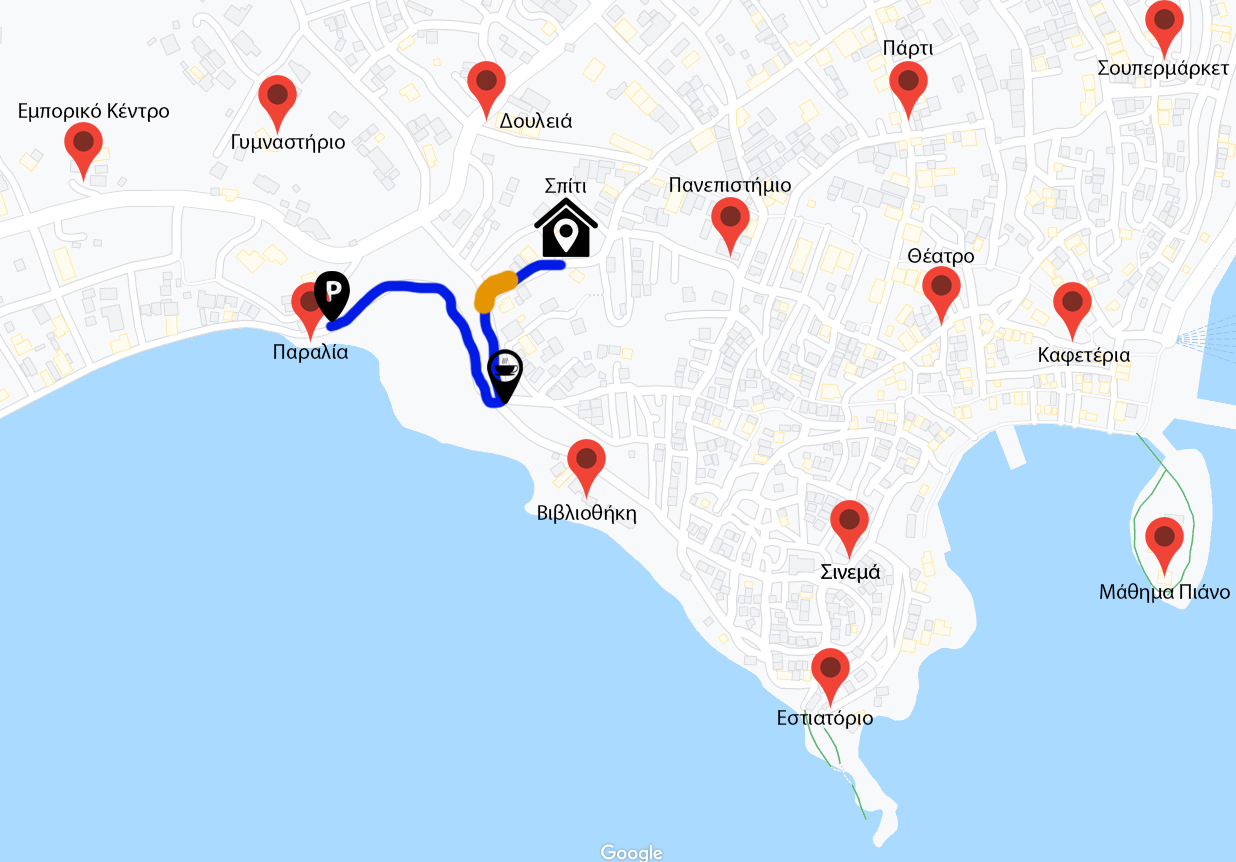 Πάρτι
Σουπερμάρκετ
Εμπορικό Κέντρο
Δουλειά
Γυμναστήριο
Σπίτι
Πανεπιστήμιο
Θέατρο
P
Παραλία
Καφετέρια
Βιβλιοθήκη
Σινεμά
Μάθημα Πιάνο
Εστιατόριο
Google